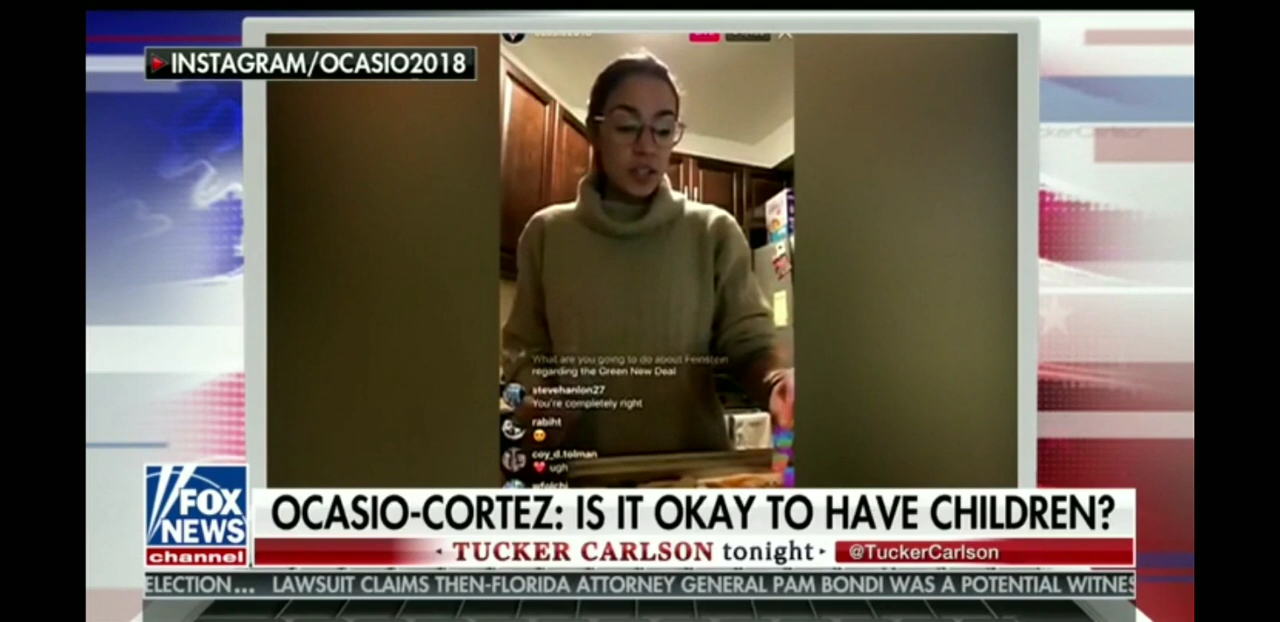 INSTAGRAM/OCASIO2018
What are you going to do about Feinstein
regarding the Green New Deal
stevehanlon27
You're completely right
rabiht
coy_d.tolman
ugh
FOX
NEWS
channel
OCASIO-CORTEZ: IS IT OKAY TO HAVE CHILDREN?
TUCKER CARLSON tonight
@TuckerCarlson
ELECTION... LAWSUIT CLAIMS THEN-FLORIDA ATTORNEY GENERAL PAM BONDI WAS A POTENTIAL WITNES